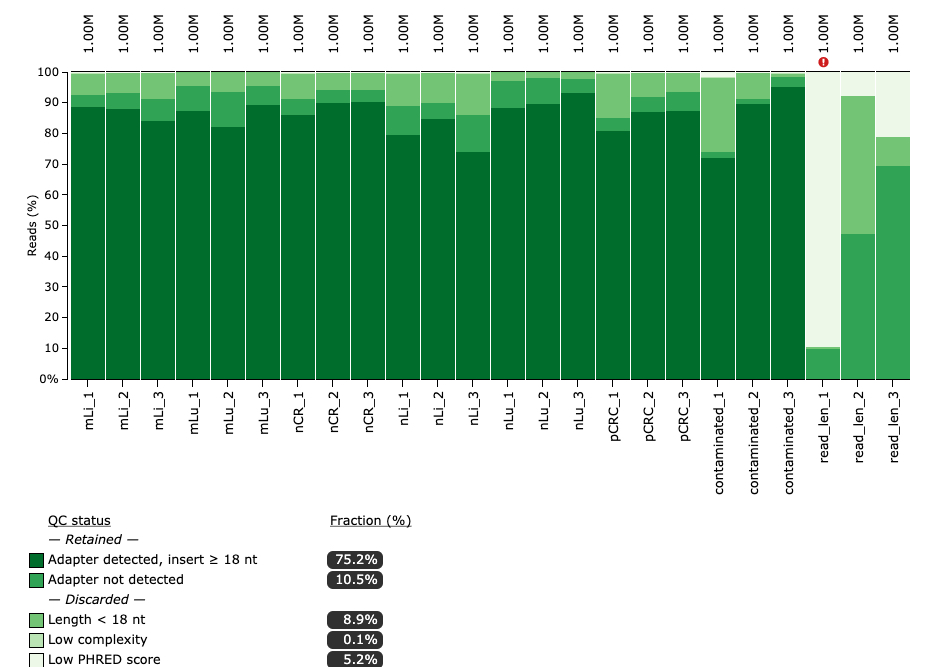 1.00M 1.00M 1.00M 1.00M 1.00M 1.00M 1.00M 1.00M 1.00M 1.00M 1.00M 1.00M 1.00M 1.00M 1.00M 1.00M 1.00M 1.00M 1.00M 1.00M 1.00M 1.00M 1.00M 1.00M
!
100
90
80
70
60
50
40
30
20
10
0%
Reads (%)
mLi_1 mLi_2 mLi_3 mLu_1 mLu_2 mLu_3 nCR_1 nCR_2 nCR_3 nLi_1 nLi_2 nLi_3 nLu_1 nLu_2 nLu_3 pCRC_1 pCRC_2 pCRC_3 contaminated_1 contaminated_2 contaminated_3 read_len_1 read_len_2 read_len_3
QC status Fraction (%)
— Retained —
Adapter detected, insert ≥ 18 nt 75.2%
Adapter not detected 10.5%
— Discarded —
Length < 18 nt 8.9%
Low complexity 0.1%
Low PHRED score 5.2%